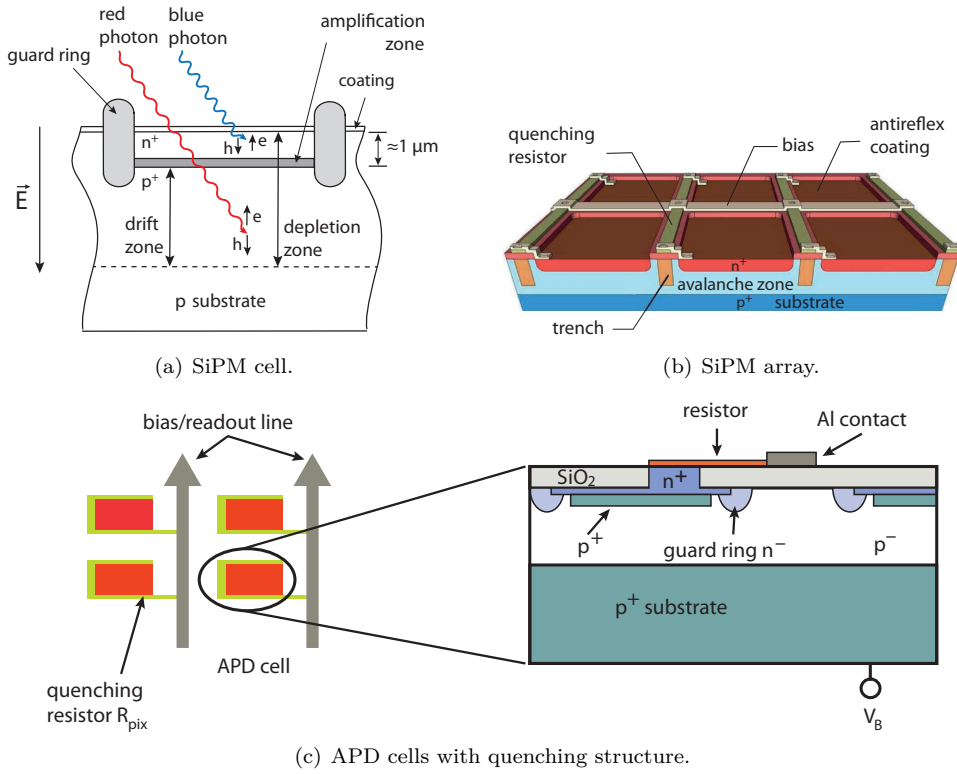 red
photon
blue
photon
amplification
zone
guard ring
coating
n⁺
h
e
≈1 μm
p⁺
E⃗
drift
zone
e
h
depletion
zone
p substrate
(a) SiPM cell.
quenching
resistor
bias
antireflex
coating
n⁺
avalanche zone
p⁺ substrate
trench
(b) SiPM array.
bias/readout line
APD cell
quenching
resistor R_pix
resistor
Al contact
SiO₂
n⁺
p⁺
guard ring n⁻
p⁻
p⁺ substrate
V_B
(c) APD cells with quenching structure.